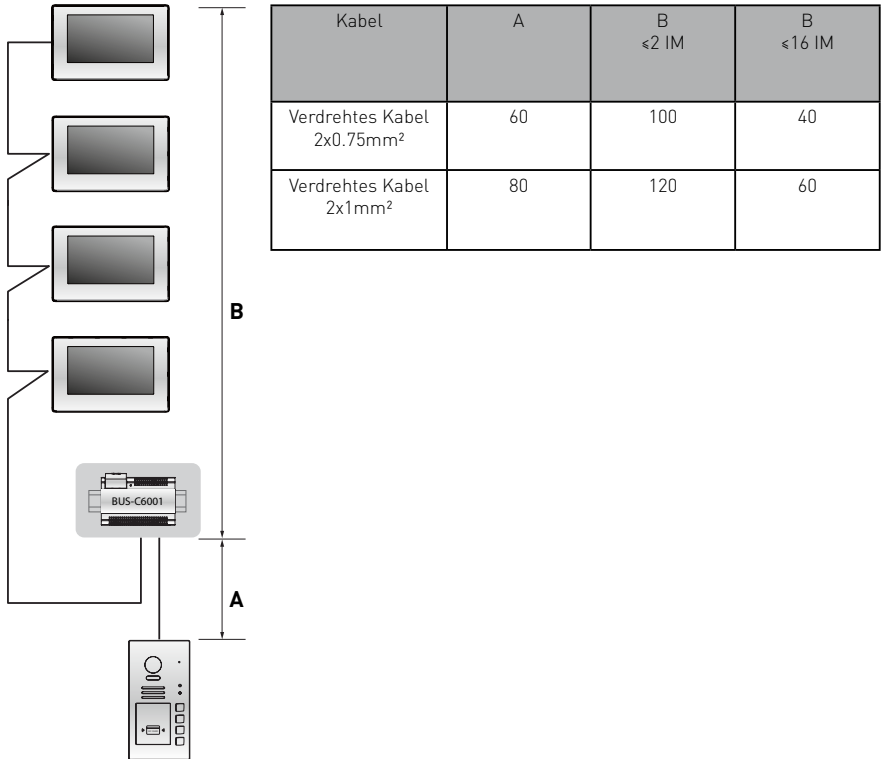 Kabel
A
B
⩽2 IM
B
⩽16 IM
Verdrehtes Kabel
2x0.75mm²
60
100
40
Verdrehtes Kabel
2x1mm²
80
120
60
B
BUS-C6001
A